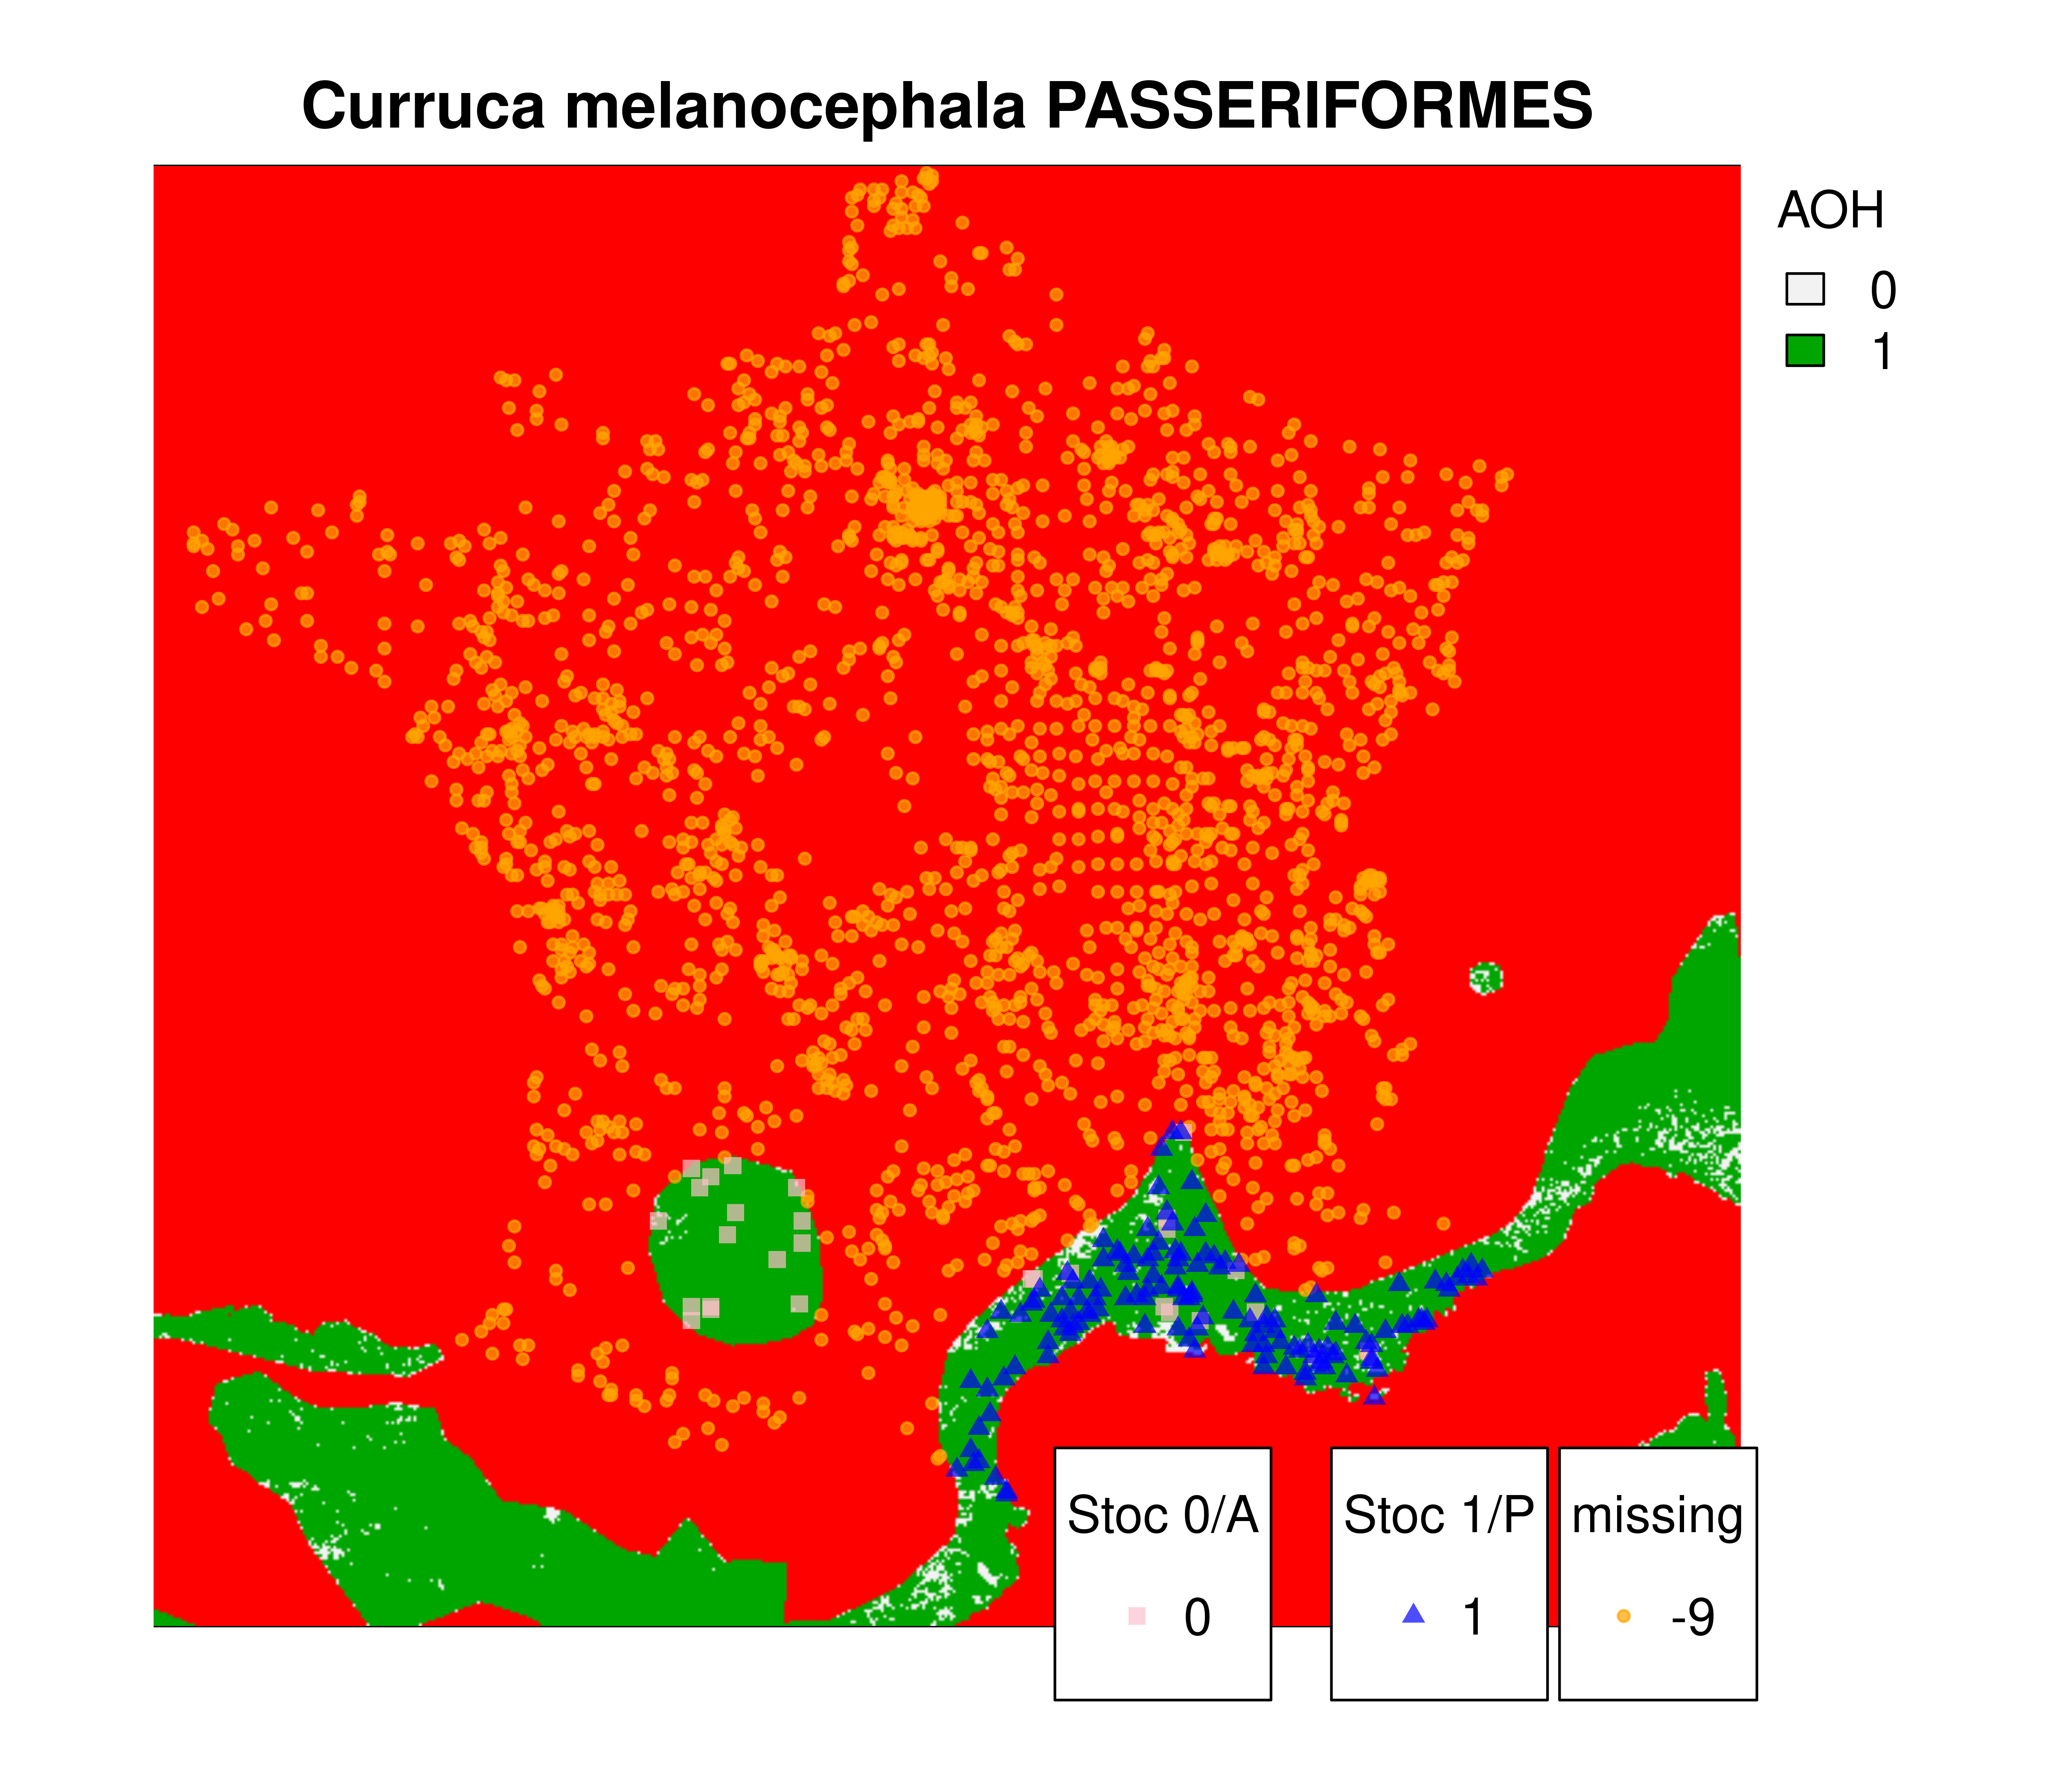 Curruca melanocephala PASSERIFORMES
AOH
0
1
Stoc 0/A
0
Stoc 1/P
1
missing
-9